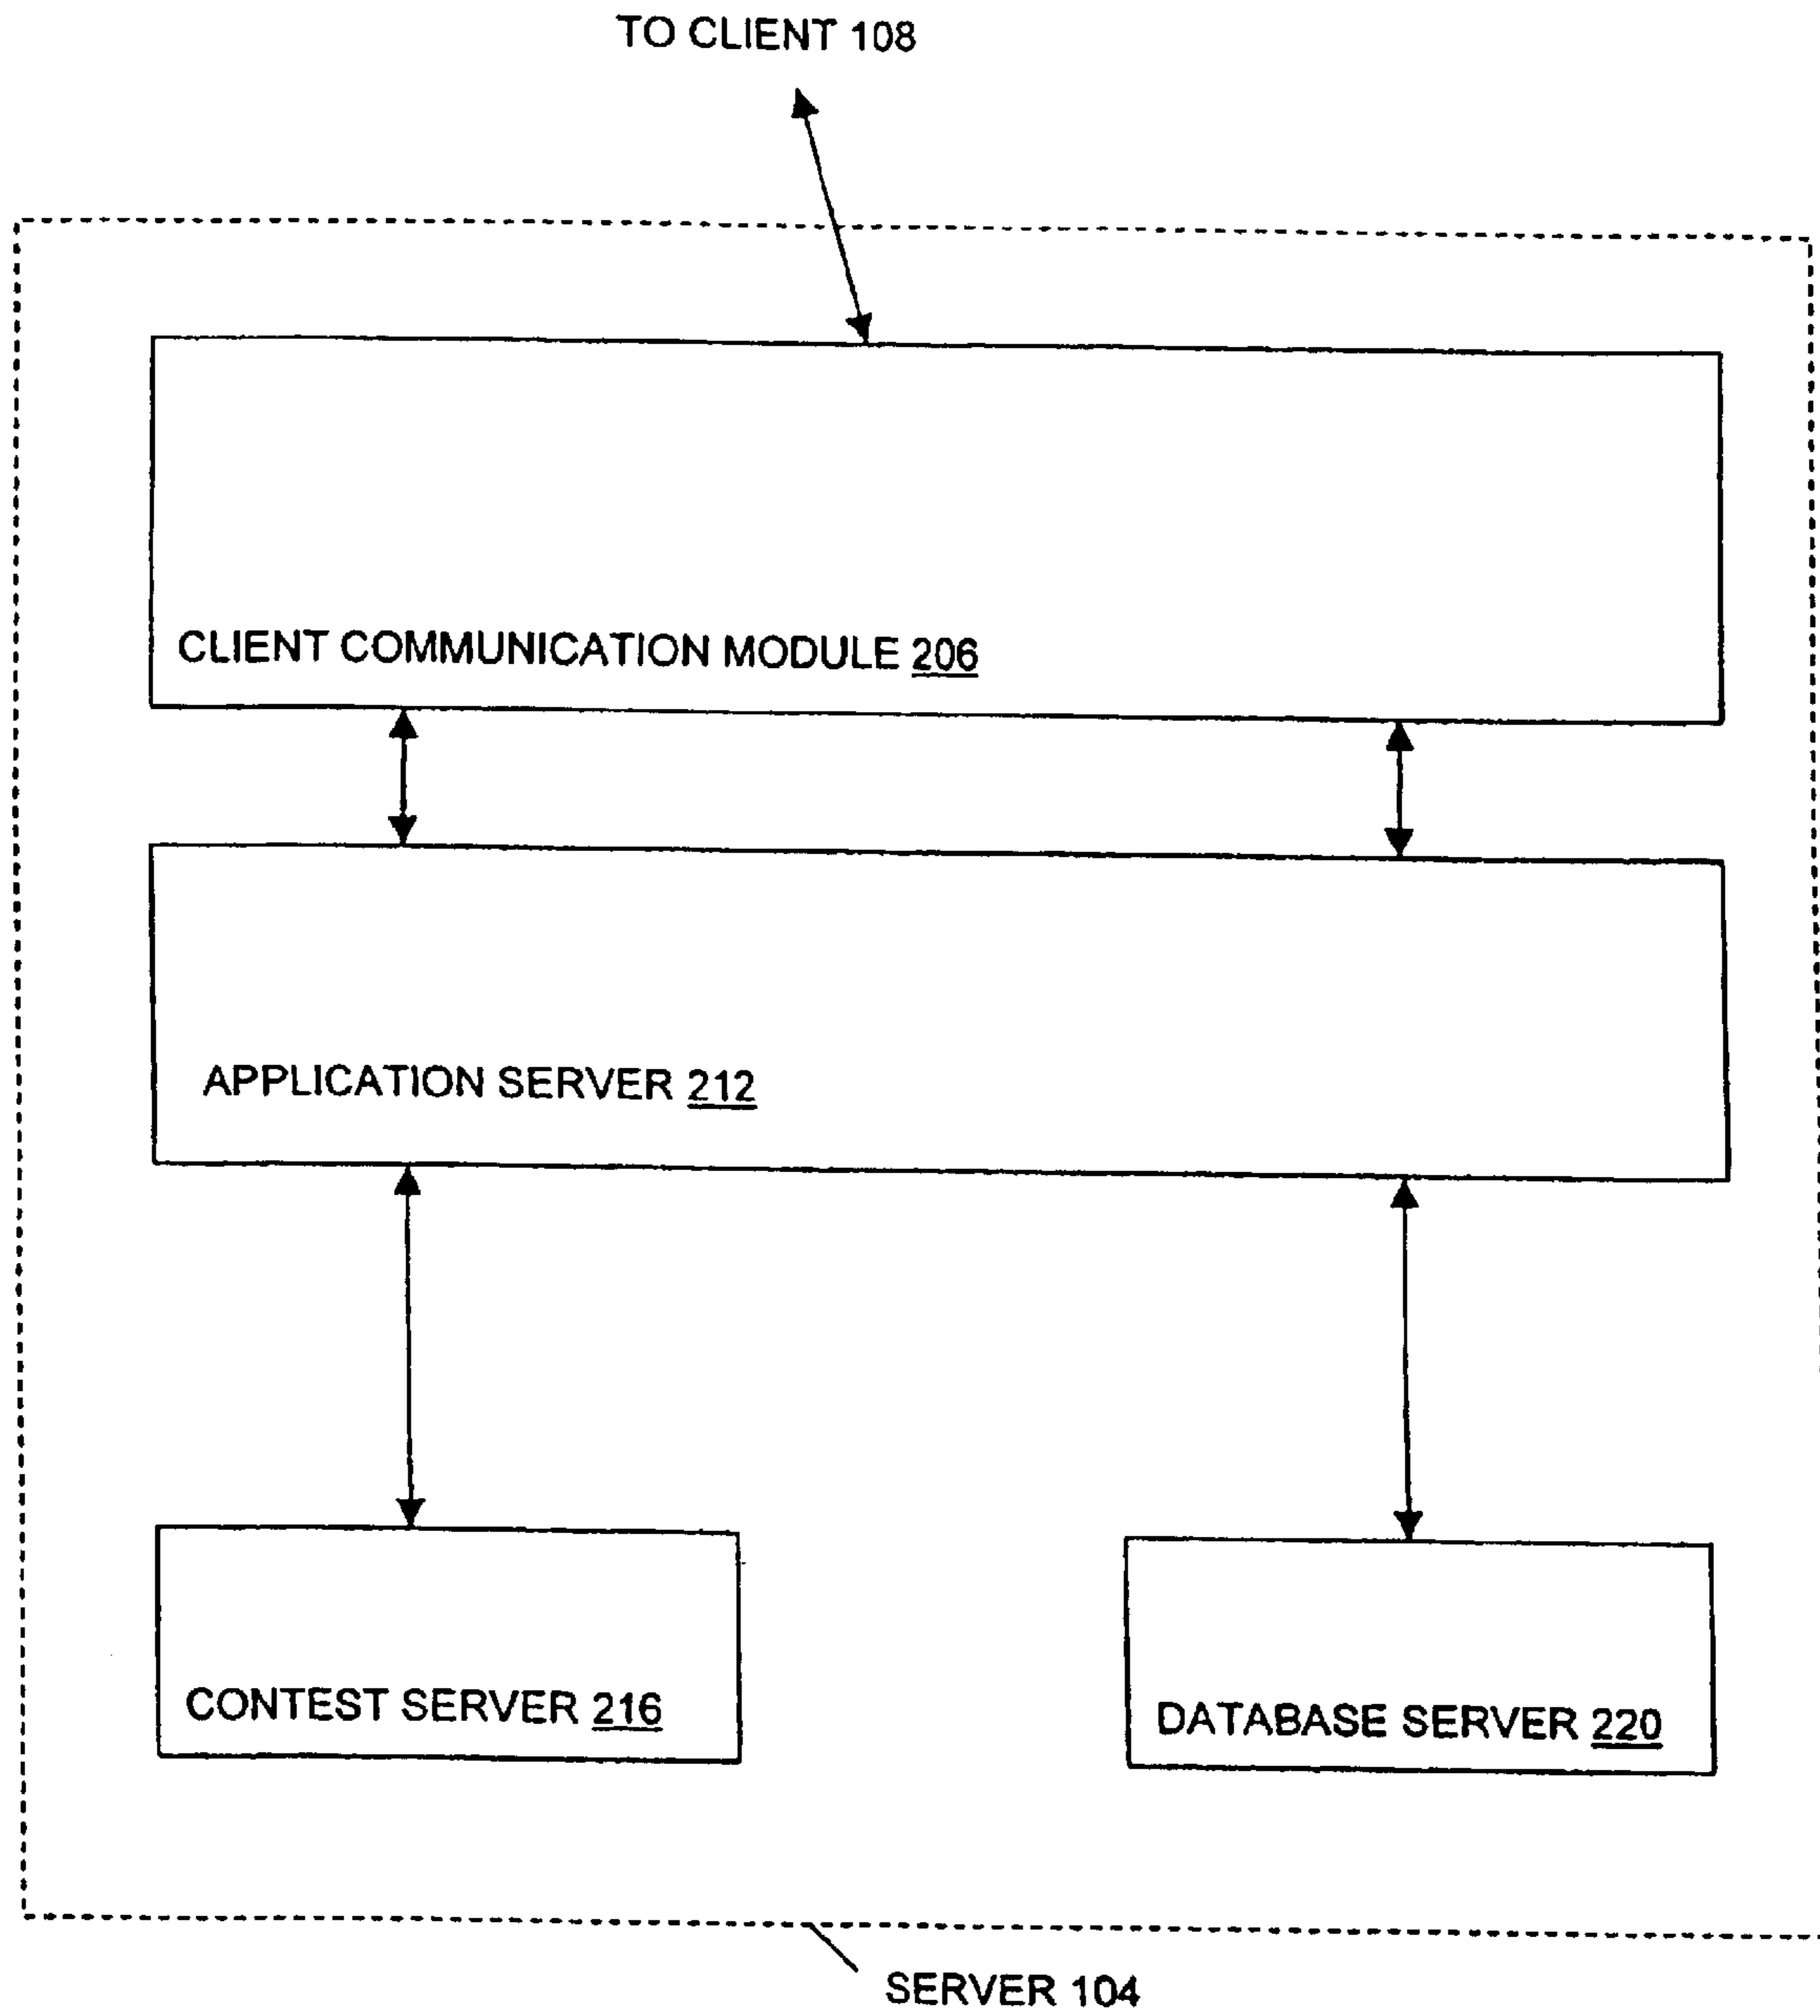 TO CLIENT 108
CLIENT COMMUNICATION MODULE 206
APPLICATION SERVER 212
CONTEST SERVER 216
DATABASE SERVER 220
SERVER 104